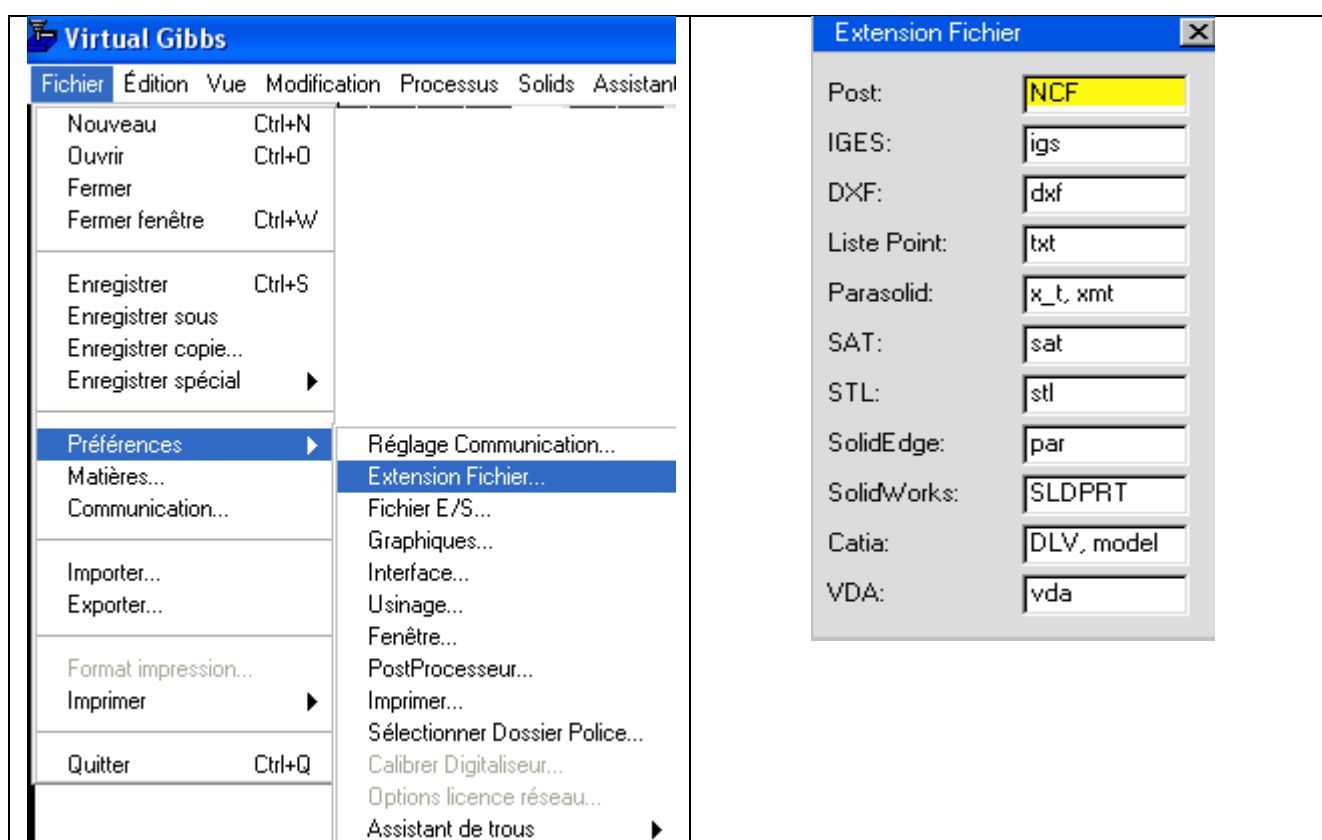 Virtual Gibbs
Fichier Édition Vue Modification Processus Solids Assistant
Nouveau Ctrl+N
Ouvrir Ctrl+O
Fermer
Fermer fenêtre Ctrl+W
Enregistrer Ctrl+S
Enregistrer sous
Enregistrer copie...
Enregistrer spécial
Préférences
Matières...
Communication...
Importer...
Exporter...
Format impression...
Imprimer
Quitter Ctrl+Q
Réglage Communication...
Extension Fichier...
Fichier E/S...
Graphiques...
Interface...
Usinage...
Fenêtre...
PostProcesseur...
Imprimer...
Sélectionner Dossier Police...
Calibrer Digitaliseur...
Options licence réseau...
Assistant de trous
Extension Fichier
Post: NCF
IGES: igs
DXF: dxf
Liste Point: txt
Parasolid: x_t, xmt
SAT: sat
STL: stl
SolidEdge: par
SolidWorks: SLDPRT
Catia: DLV, model
VDA: vda